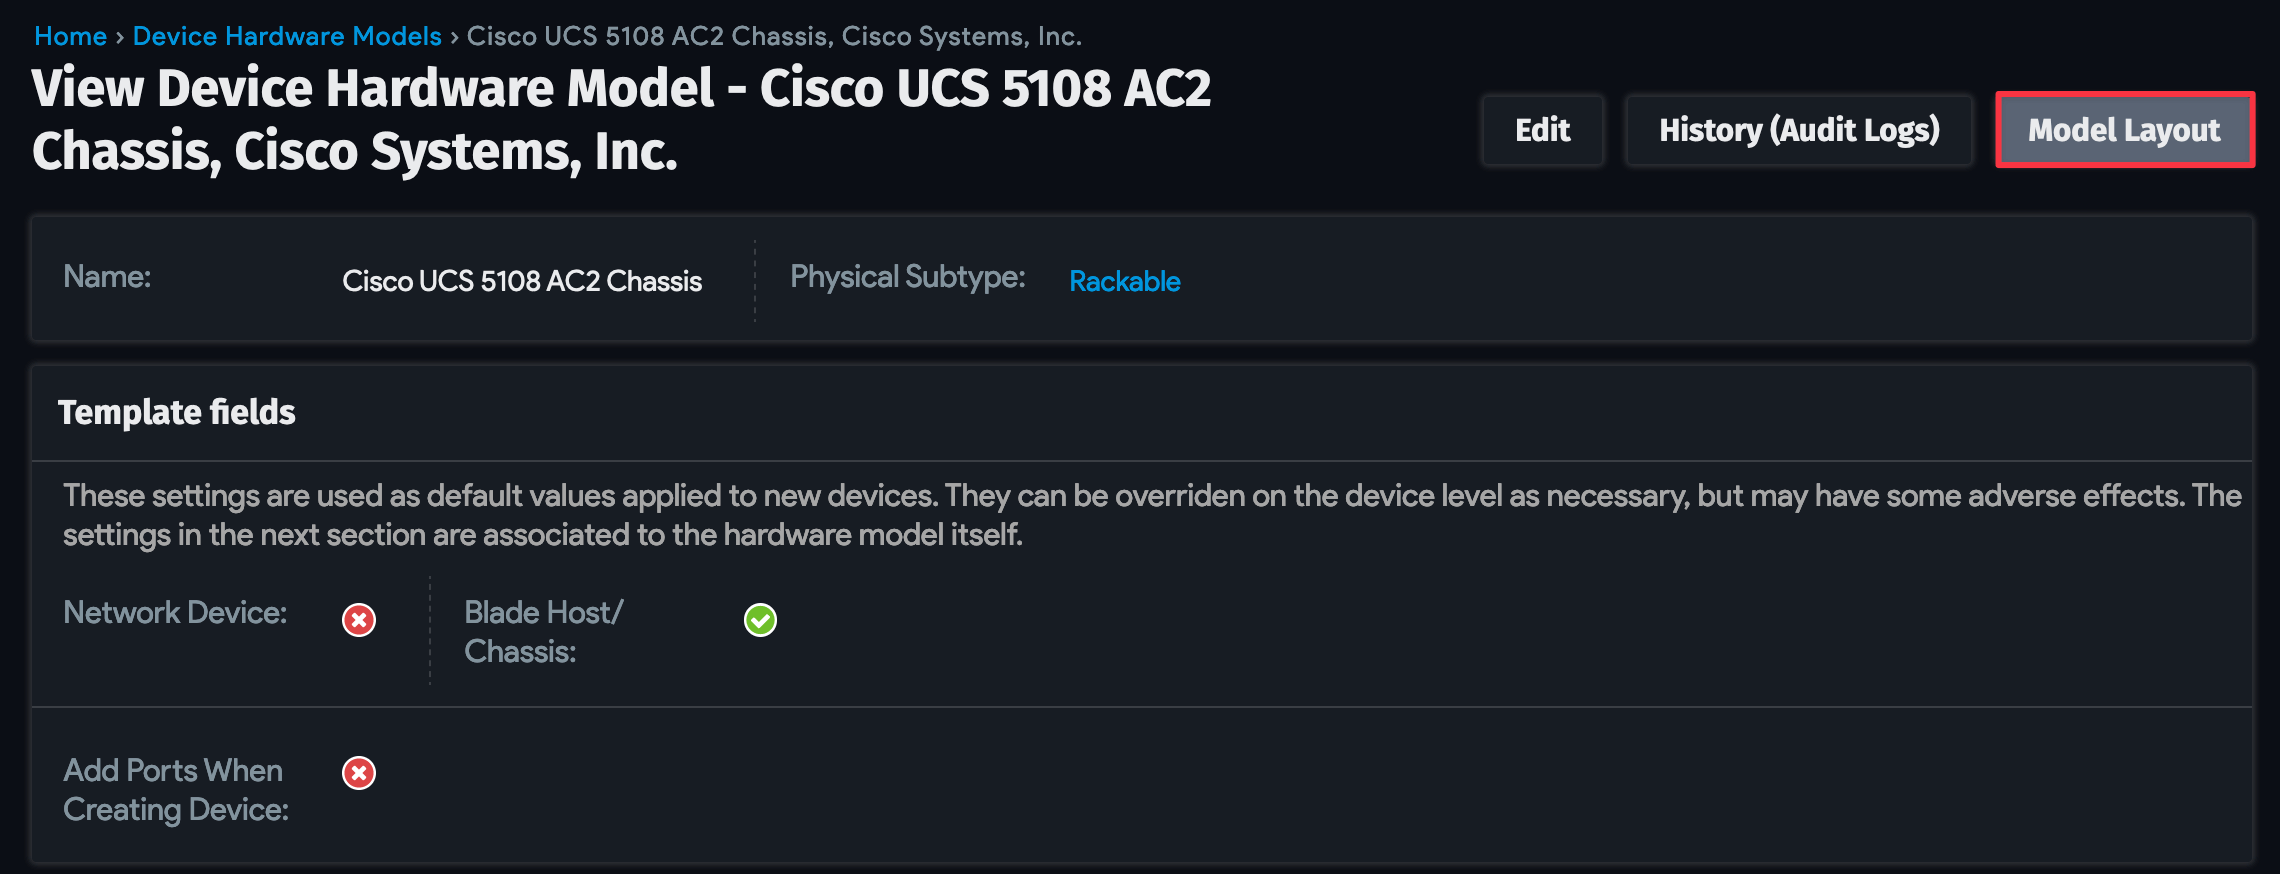 Home › Device Hardware Models › Cisco UCS 5108 AC2 Chassis, Cisco Systems, Inc.
View Device Hardware Model - Cisco UCS 5108 AC2
Chassis, Cisco Systems, Inc.
Edit
History (Audit Logs)
Model Layout
Name:
Cisco UCS 5108 AC2 Chassis
Physical Subtype:
Rackable
Template fields
These settings are used as default values applied to new devices. They can be overriden on the device level as necessary, but may have some adverse effects. The
settings in the next section are associated to the hardware model itself.
Network Device:
Blade Host/
Chassis:
Add Ports When
Creating Device: